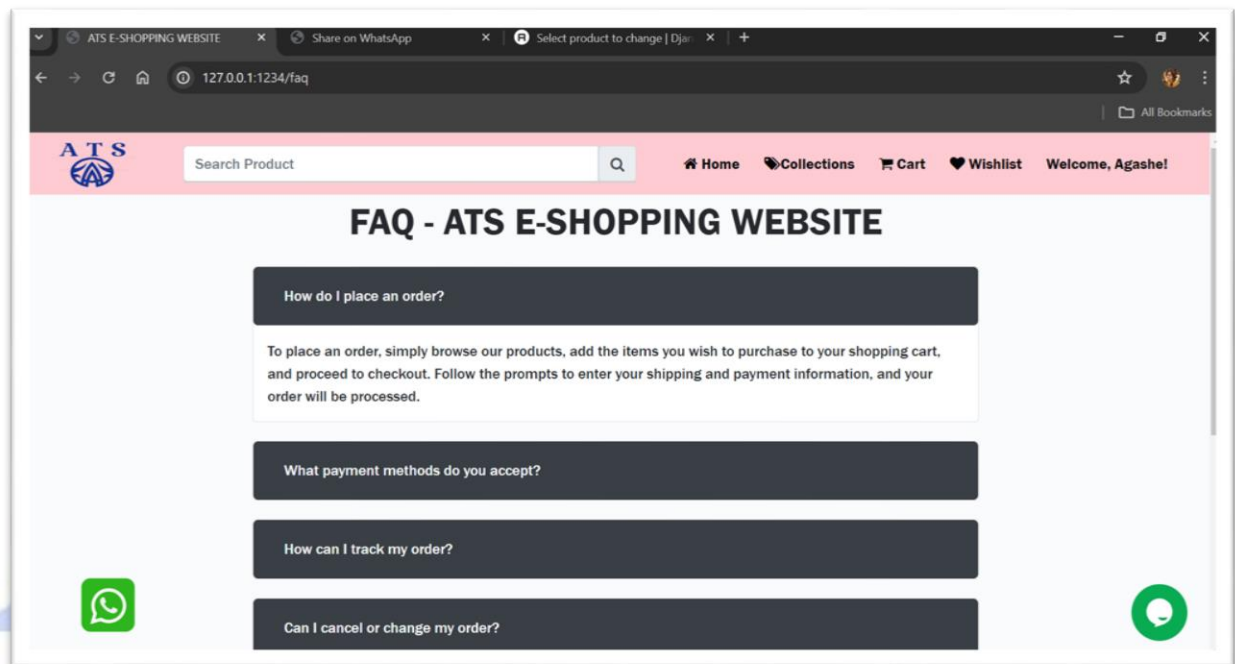 ATS E-SHOPPING WEBSITE
Share on WhatsApp
Select product to change | Djan
127.0.0.1:1234/faq
All Bookmarks
ATS
Search Product
Home
Collections
Cart
Wishlist
Welcome, Agashe!
FAQ - ATS E-SHOPPING WEBSITE
How do I place an order?
To place an order, simply browse our products, add the items you wish to purchase to your shopping cart,
and proceed to checkout. Follow the prompts to enter your shipping and payment information, and your
order will be processed.
What payment methods do you accept?
How can I track my order?
Can I cancel or change my order?